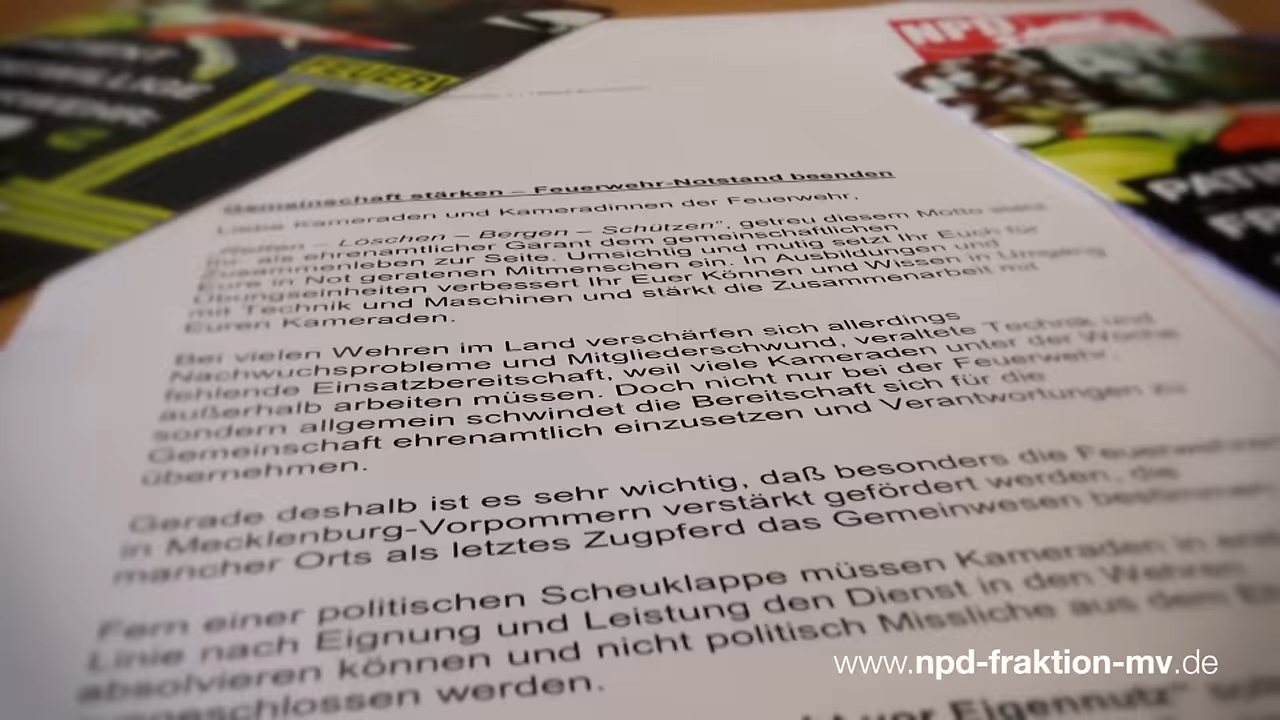 FEUER
NPD
Gemeinschaft stärken – Feuerwehr-Notstand beenden
Liebe Kameraden und Kameradinnen der Feuerwehr,
„Retten – Löschen – Bergen – Schützen“, getreu diesem Motto
Ihr als ehrenamtlicher Garant dem gemeinschaftlichen
Zusammenleben zur Seite. Umsichtig und mutig setzt Ihr Euch für
Eure in Not geratenen Mitmenschen ein. In Ausbildungen und
Übungseinheiten verbessert Ihr Euer Können und Wissen in Umgang
mit Technik und Maschinen und stärkt die Zusammenarbeit mit
Euren Kameraden.
Bei vielen Wehren im Land verschärfen sich allerdings
Nachwuchsprobleme und Mitgliederschwund, veraltete Technik und
fehlende Einsatzbereitschaft, weil viele Kameraden unter der Woche
außerhalb arbeiten müssen. Doch nicht nur bei der Feuerwehr,
sondern allgemein schwindet die Bereitschaft sich für die
Gemeinschaft ehrenamtlich einzusetzen und Verantwortungen zu
übernehmen.
Gerade deshalb ist es sehr wichtig, daß besonders die
in Mecklenburg-Vorpommern verstärkt gefördert werden, die
mancher Orts als letztes Zugpferd das Gemeinwesen bestimmen
Fern einer politischen Scheuklappe müssen Kameraden in
Linie nach Eignung und Leistung den Dienst in den Wehren
absolvieren können und nicht politisch Missliche aus dem
werden.
vor Eigennutz“
www.npd-fraktion-mv.de